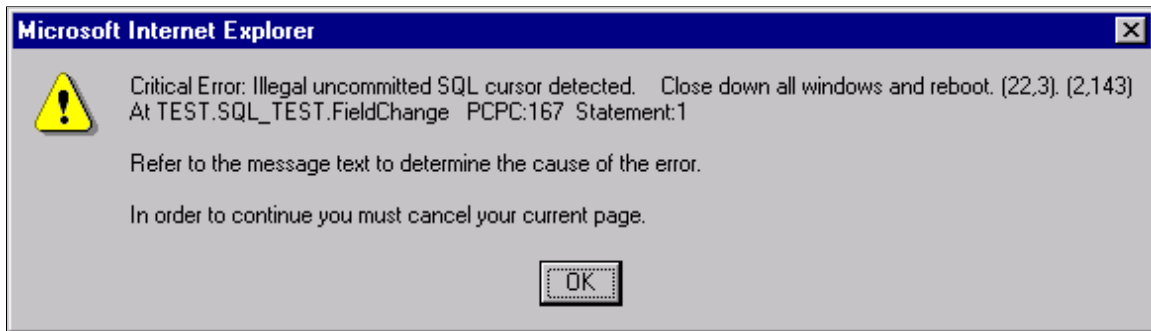 Microsoft Internet Explorer
Critical Error: Illegal uncommitted SQL cursor detected.    Close down all windows and reboot. (22,3). (2,143)
At TEST.SQL_TEST.FieldChange   PCPC:167  Statement:1
Refer to the message text to determine the cause of the error.
In order to continue you must cancel your current page.
OK